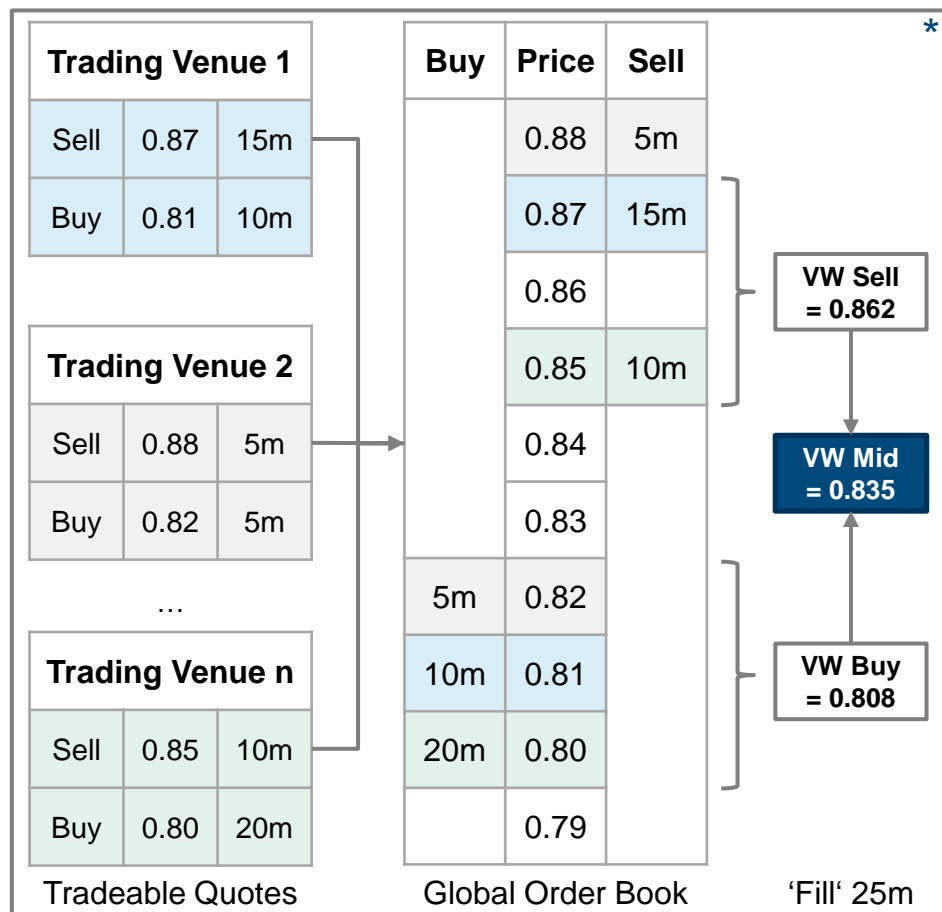 *
Trading Venue 1
Sell 0.87 15m
Buy 0.81 10m
Trading Venue 2
Sell 0.88 5m
Buy 0.82 5m
...
Trading Venue n
Sell 0.85 10m
Buy 0.80 20m
Tradeable Quotes
Buy Price Sell
0.88 5m
0.87 15m
0.86
0.85 10m
0.84
0.83
5m 0.82
10m 0.81
20m 0.80
0.79
Global Order Book
VW Sell
= 0.862
VW Mid
= 0.835
VW Buy
= 0.808
‘Fill‘ 25m